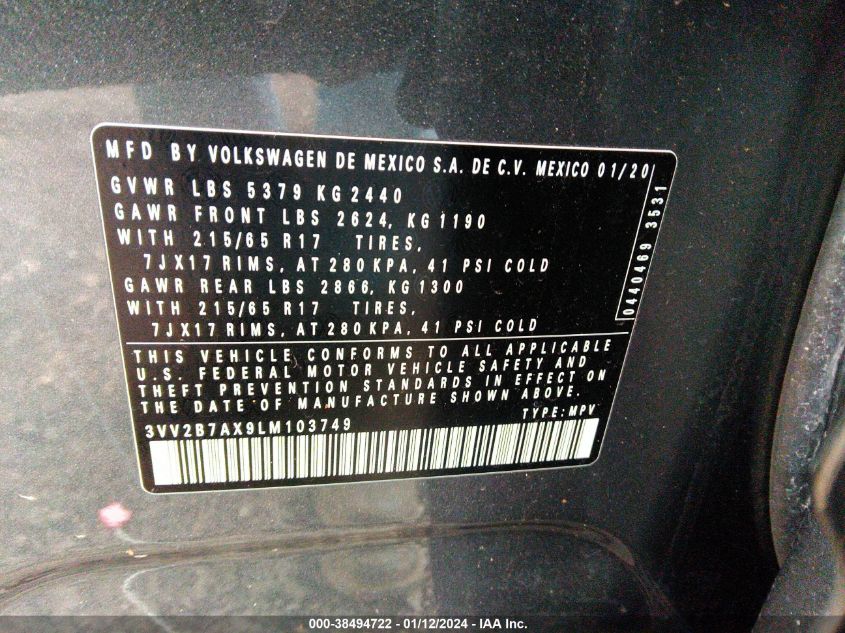 MFD BY VOLKSWAGEN DE MEXICO S.A. DE C.V. MEXICO 01/20
GVWR LBS 5379 KG 2440
GAWR FRONT LBS 2624, KG 1190
WITH 215/65 R17 TIRES,
7JX17 RIMS, AT 280 KPA, 41 PSI COLD
GAWR REAR LBS 2866, KG 1300
WITH 215/65 R17 TIRES,
7JX17 RIMS, AT 280 KPA, 41 PSI COLD
0440469 3531
THIS VEHICLE CONFORMS TO ALL APPLICABLE
U.S. FEDERAL MOTOR VEHICLE SAFETY AND
THEFT PREVENTION STANDARDS IN EFFECT ON
THE DATE OF MANUFACTURE SHOWN ABOVE.
3VV2B7AX9LM103749 TYPE: MPV
000-38494722 - 01/12/2024 - IAA Inc.